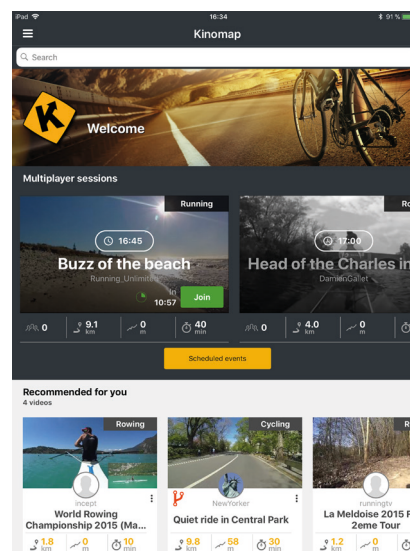 iPad 16:34 91 %
Kinomap
Search
K
Welcome
Multiplayer sessions
Running
16:45
Buzz of the beach
Running_Unlimited
in
10:57 Join
0 9.1 km 0 m 40 min
Ro
17:00
Head of the Charles in
DamienGallet
0 4.0 km 0 m
Scheduled events
Recommended for you
4 videos
Rowing
incept
World Rowing
Championship 2015 (Ma...
1.8 km 0 m 10 min
Cycling
NewYorker
Quiet ride in Central Park
9.8 km 58 m 30 min
R
runningtv
La Meldoise 2015 F
2eme Tour
1.2 km 0 m